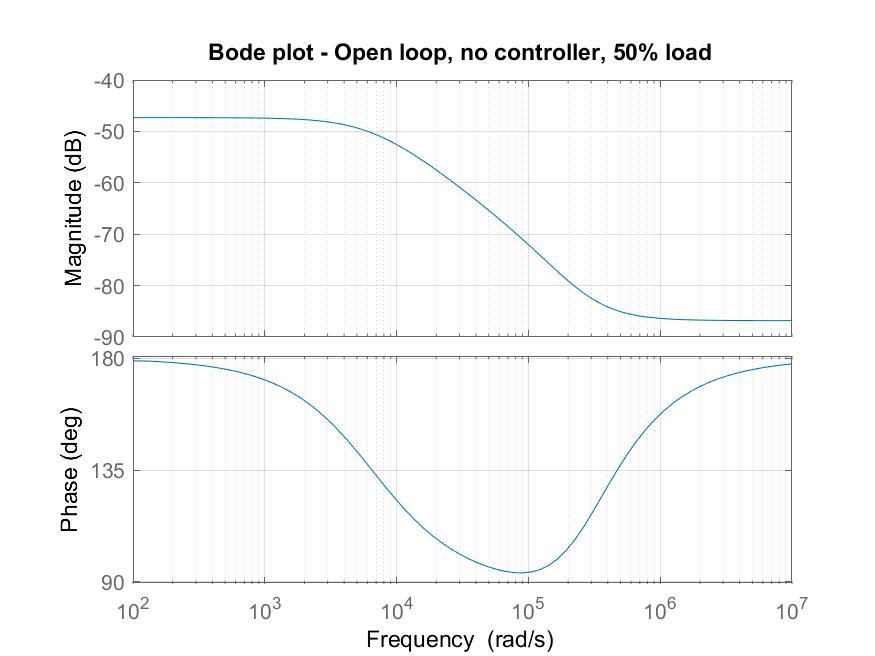 Bode plot - Open loop, no controller, 50% load
-40
-50
-60
-70
-80
-90
Magnitude (dB)
180
135
90
Phase (deg)
10^2 10^3 10^4 10^5 10^6 10^7
Frequency (rad/s)